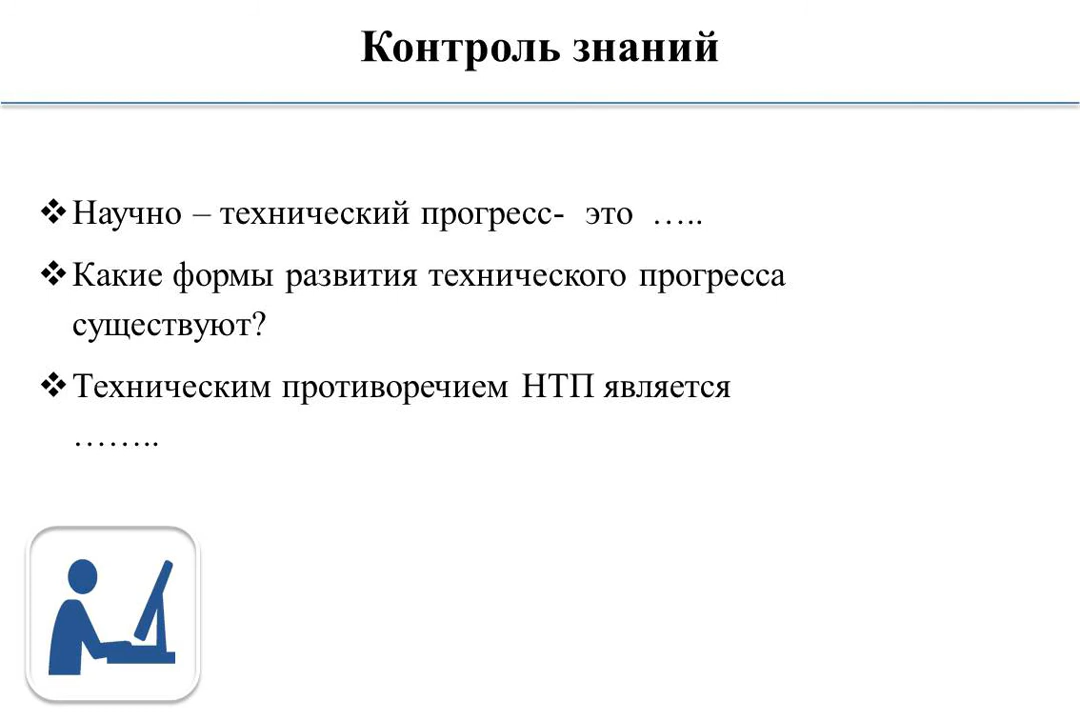 Контроль знаний
❖Научно – технический прогресс-  это  …..
❖Какие формы развития технического прогресса
существуют?
❖Техническим противоречием НТП является
……..